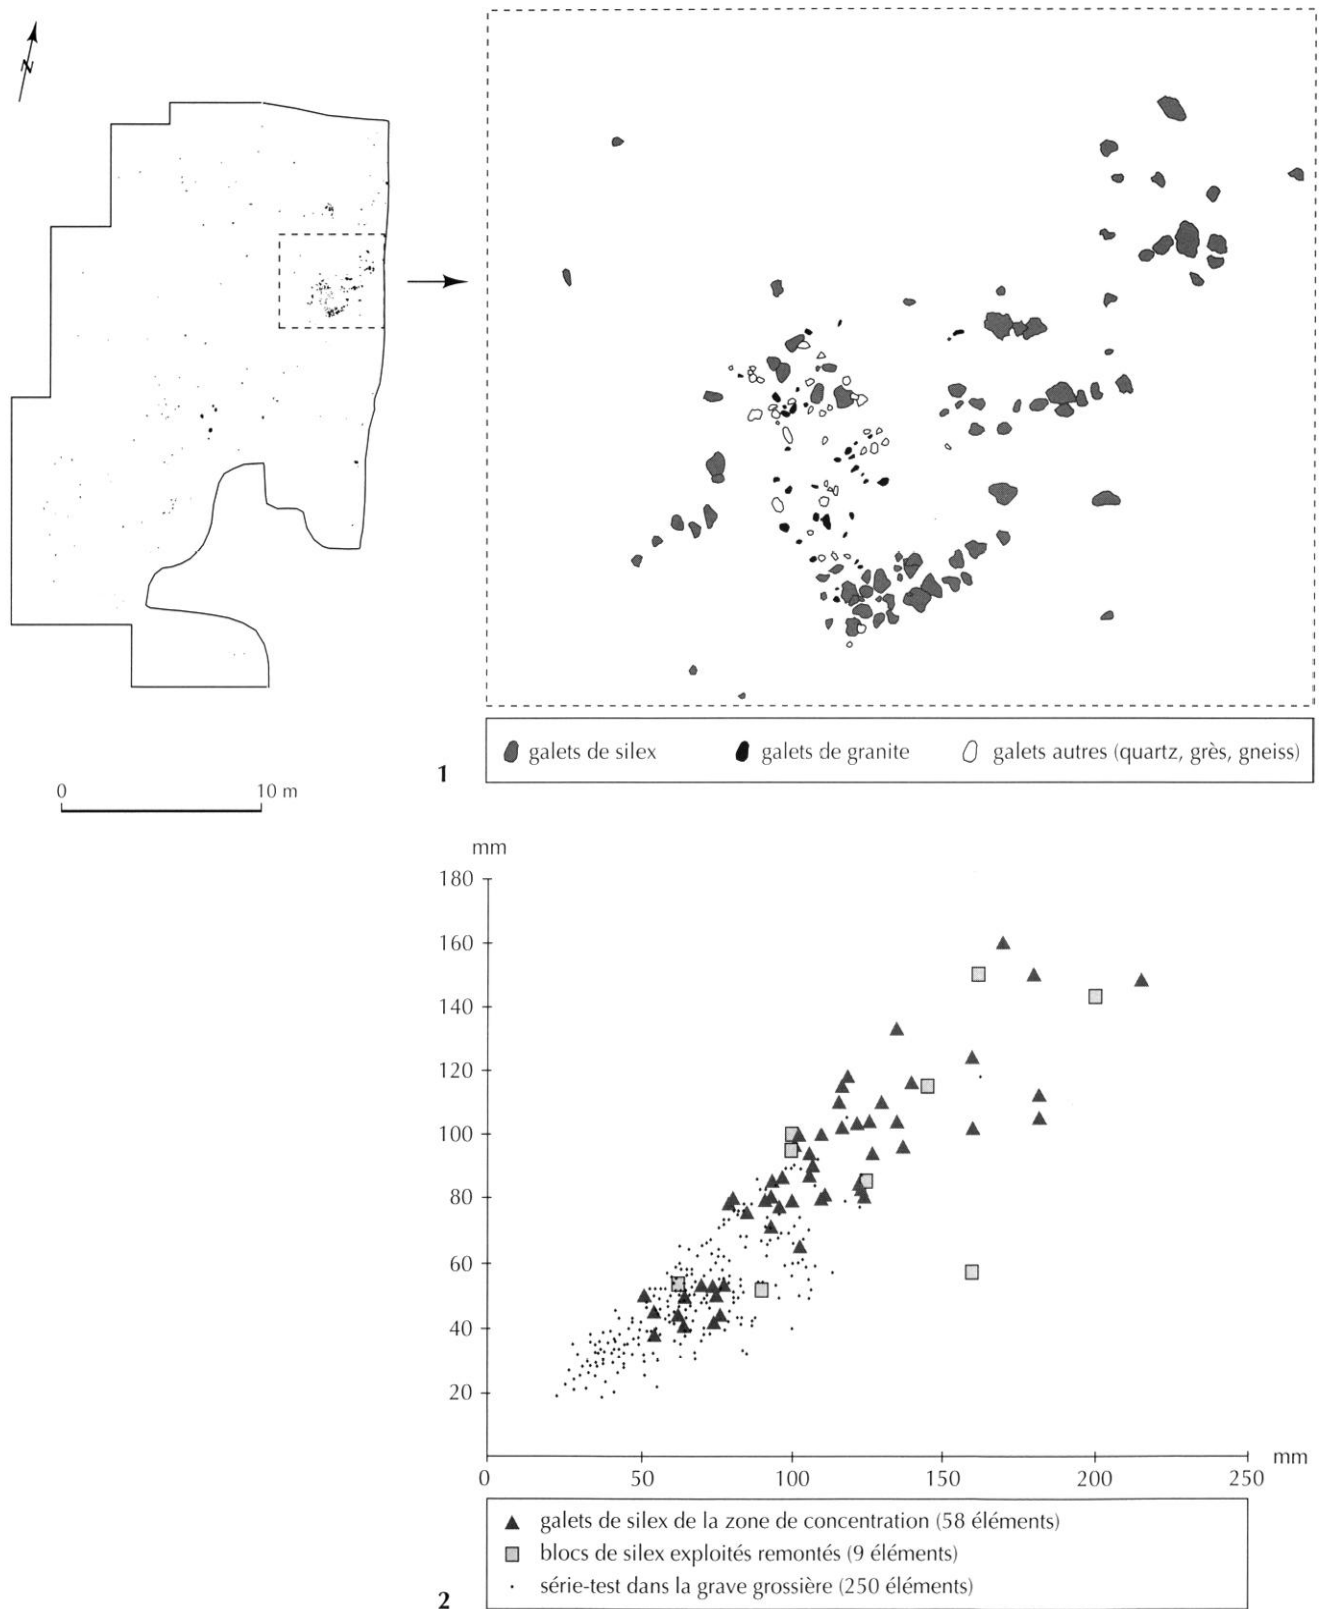 N
galets de silex galets de granite galets autres (quartz, grès, gneiss)
1
0 10 m
mm
180
160
140
120
100
80
60
40
20
mm
0 50 100 150 200 250
galets de silex de la zone de concentration (58 éléments)
blocs de silex exploités remontés (9 éléments)
série-test dans la grave grossière (250 éléments)
2